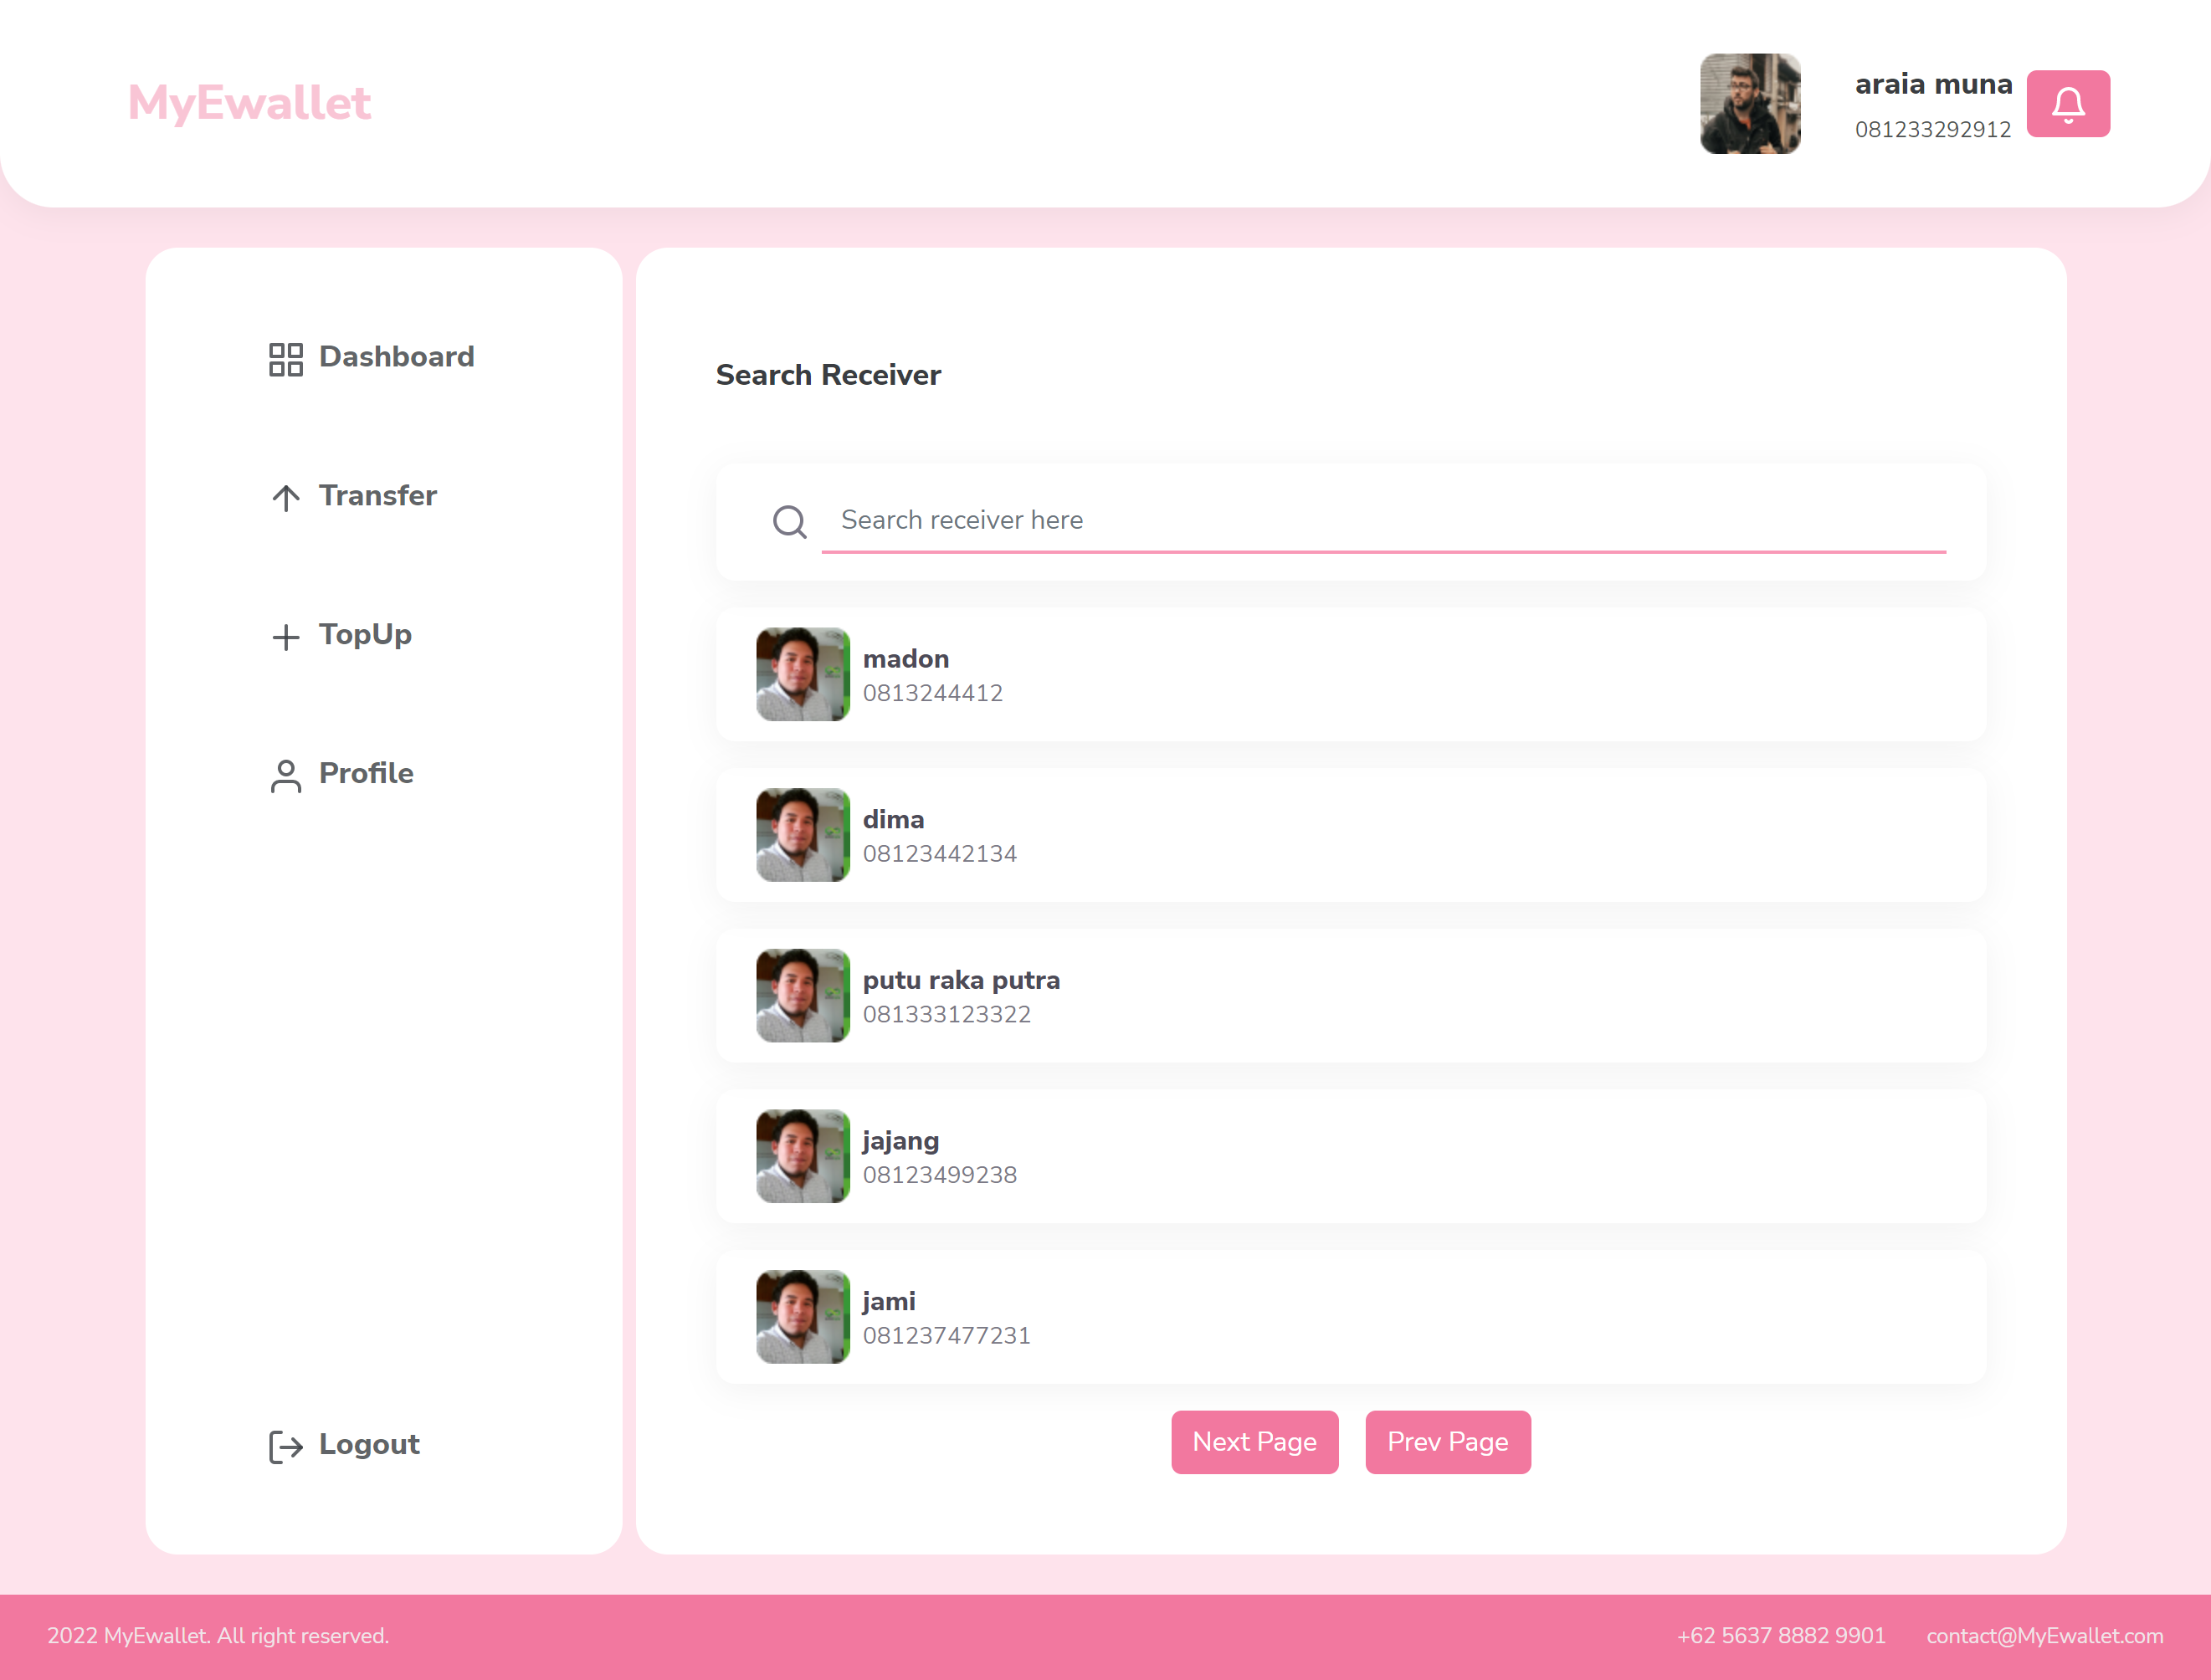 MyEwallet
araia muna
081233292912
Dashboard
Transfer
TopUp
Profile
Logout
Search Receiver
Search receiver here
madon
0813244412
dima
08123442134
putu raka putra
081333123322
jajang
08123499238
jami
081237477231
Next Page
Prev Page
2022 MyEwallet. All right reserved.
+62 5637 8882 9901
contact@MyEwallet.com